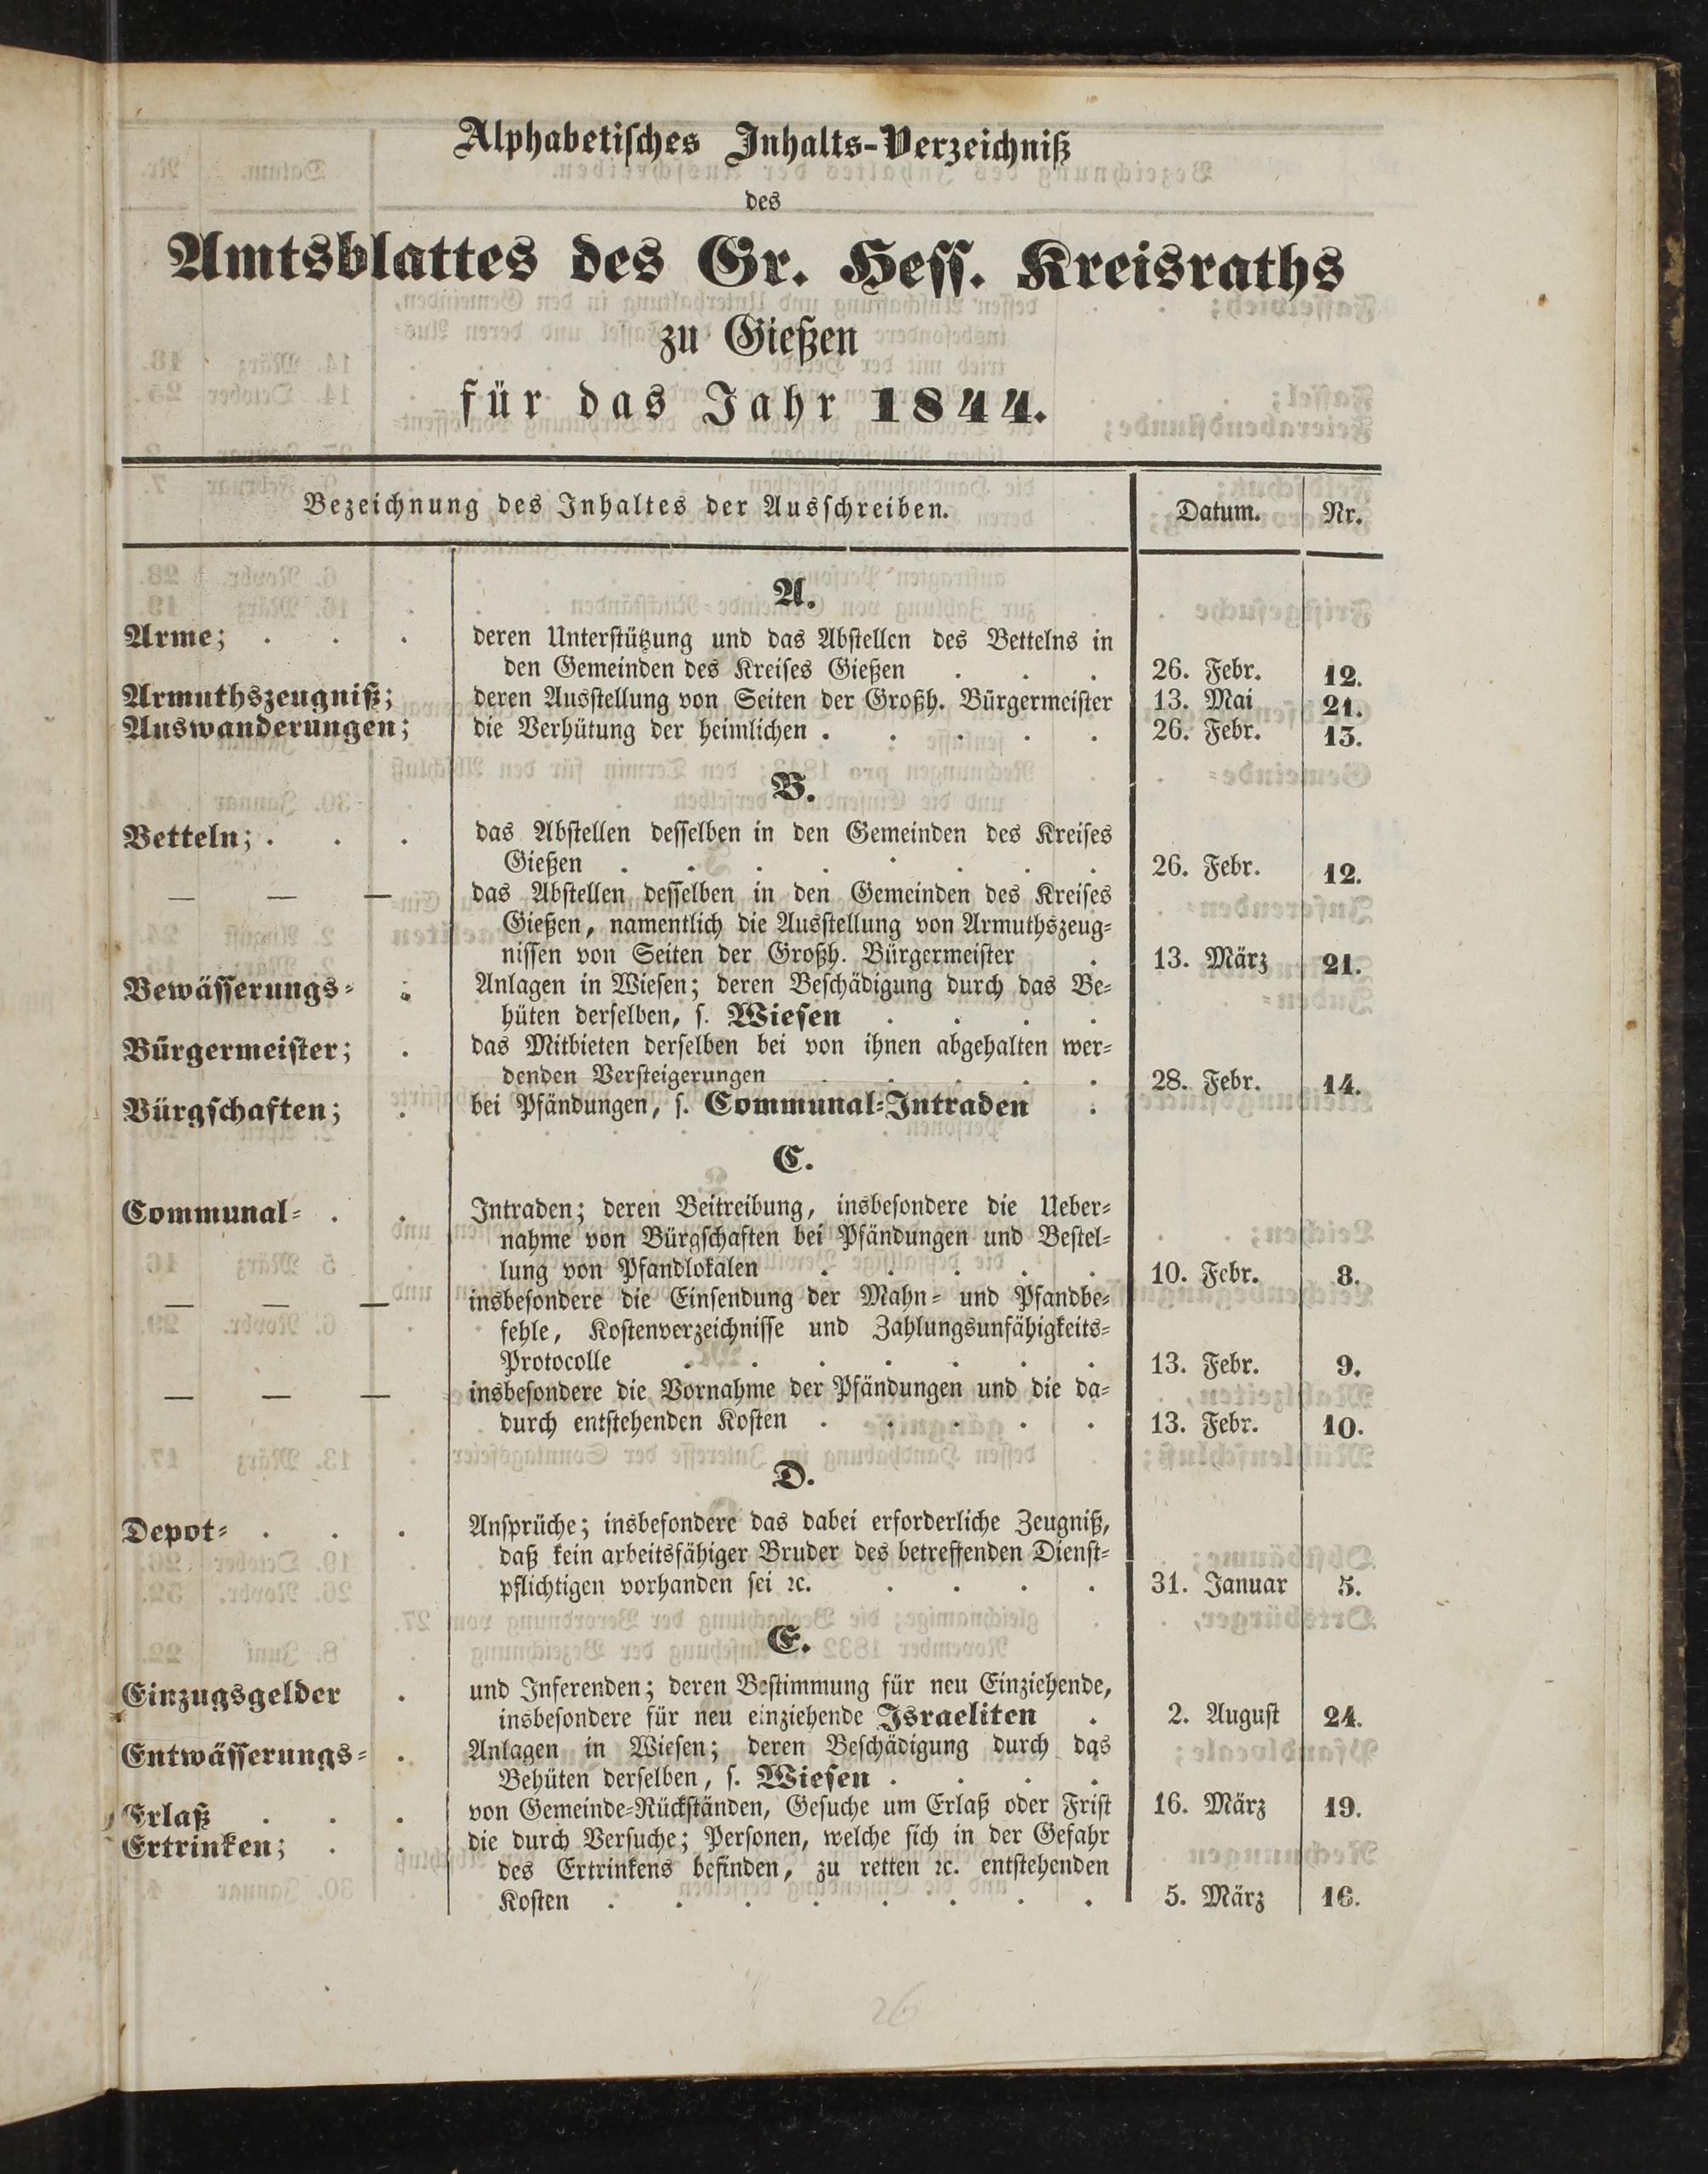 Alphabetisches Inhalts-Verzeichniß
des
Amtsblattes des Gr. Hess. Kreisraths
zu Gießen
für das Jahr 1844.
Bezeichnung des Inhaltes der Ausschreiben. Datum. Nr.
A.
Arme; . . . deren Unterstützung und das Abstellen des Bettelns in
den Gemeinden des Kreises Gießen . . . 26. Febr. 12.
Armuthszeugniß; deren Ausstellung von Seiten der Großh. Bürgermeister 13. Mai 21.
Auswanderungen; die Verhütung der heimlichen . . . . . 26. Febr. 13.
B.
Betteln; . . . das Abstellen desselben in den Gemeinden des Kreises
Gießen . . . . . . . . 26. Febr. 12.
— — — das Abstellen desselben in den Gemeinden des Kreises
Gießen, namentlich die Ausstellung von Armuthszeug-
nissen von Seiten der Großh. Bürgermeister . 13. März 21.
Bewässerungs- . Anlagen in Wiesen; deren Beschädigung durch das Be-
hüten derselben, s. Wiesen . . . .
Bürgermeister; . das Mitbieten derselben bei von ihnen abgehalten wer-
denden Versteigerungen . . . . . 28. Febr. 14.
Bürgschaften; . bei Pfändungen, s. Communal-Intraden .
C.
Communal- . . Intraden; deren Beitreibung, insbesondere die Ueber-
nahme von Bürgschaften bei Pfändungen und Bestel-
lung von Pfandlokalen . . . . . 10. Febr. 8.
— — — insbesondere die Einsendung der Mahn- und Pfandbe-
fehle, Kostenverzeichnisse und Zahlungsunfähigkeits-
Protocolle . . . . . . . 13. Febr. 9.
— — — insbesondere die Vornahme der Pfändungen und die da-
durch entstehenden Kosten . . . . . 13. Febr. 10.
D.
Depot- . . . Ansprüche; insbesondere das dabei erforderliche Zeugniß,
daß kein arbeitsfähiger Bruder des betreffenden Dienst-
pflichtigen vorhanden sei ꝛc. . . . . 31. Januar 5.
E.
Einzugsgelder . und Inferenden; deren Bestimmung für neu Einziehende,
insbesondere für neu einziehende Israeliten . 2. August 24.
Entwässerungs- . Anlagen in Wiesen; deren Beschädigung durch das
Behüten derselben, s. Wiesen . . . .
Erlaß . . . von Gemeinde-Rückständen, Gesuche um Erlaß oder Frist 16. März 19.
Ertrinken; . . die durch Versuche; Personen, welche sich in der Gefahr
des Ertrinkens befinden, zu retten ꝛc. entstehenden
Kosten . . . . . . . . 5. März 16.
26